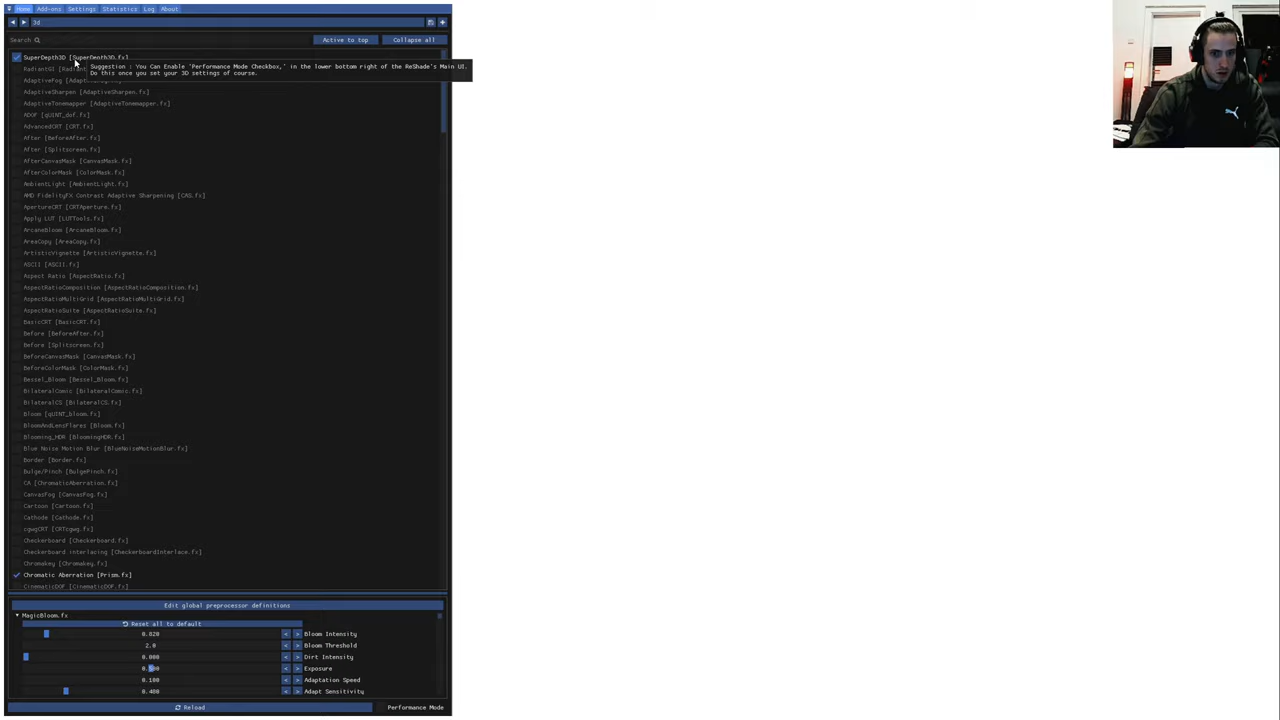 Home Add-ons Settings Statistics Log About
3d
Search Active to top Collapse all
SuperDepth3D [SuperDepth3D.fx]
Suggestion : You Can Enable 'Performance Mode Checkbox,' in the lower bottom right of the ReShade's Main UI.
Do this once you set your 3D settings of course.
AdaptiveSharpen [AdaptiveSharpen.fx]
AdaptiveTonemapper [AdaptiveTonemapper.fx]
ADOF [qUINT_dof.fx]
AdvancedCRT [CRT.fx]
After [BeforeAfter.fx]
After [Splitscreen.fx]
AfterCanvasMask [CanvasMask.fx]
AfterColorMask [ColorMask.fx]
AmbientLight [AmbientLight.fx]
AMD FidelityFX Contrast Adaptive Sharpening [CAS.fx]
ApertureCRT [CRTAperture.fx]
Apply LUT [LUTTools.fx]
ArcaneBloom [ArcaneBloom.fx]
AreaCopy [AreaCopy.fx]
ArtisticVignette [ArtisticVignette.fx]
ASCII [ASCII.fx]
Aspect Ratio [AspectRatio.fx]
AspectRatioComposition [AspectRatioComposition.fx]
AspectRatioMultiGrid [AspectRatioMultiGrid.fx]
AspectRatioSuite [AspectRatioSuite.fx]
BasicCRT [BasicCRT.fx]
Before [BeforeAfter.fx]
Before [Splitscreen.fx]
BeforeCanvasMask [CanvasMask.fx]
BeforeColorMask [ColorMask.fx]
Bessel_Bloom [Bessel_Bloom.fx]
BilateralComic [BilateralComic.fx]
BilateralCS [BilateralCS.fx]
Bloom [qUINT_bloom.fx]
BloomAndLensFlares [Bloom.fx]
Blooming_HDR [BloomingHDR.fx]
Blue Noise Motion Blur [BlueNoiseMotionBlur.fx]
Border [Border.fx]
Bulge/Pinch [BulgePinch.fx]
CA [ChromaticAberration.fx]
CanvasFog [CanvasFog.fx]
Cartoon [Cartoon.fx]
Cathode [Cathode.fx]
cgwgCRT [CRTcgwg.fx]
Checkerboard [Checkerboard.fx]
Checkerboard interlacing [CheckerboardInterlace.fx]
Chromakey [Chromakey.fx]
Chromatic Aberration [Prism.fx]
CinematicDOF [CinematicDOF.fx]
Edit global preprocessor definitions
MagicBloom.fx
Reset all to default
0.820 < > Bloom Intensity
2.0 < > Bloom Threshold
0.000 < > Dirt Intensity
< > Exposure
0.100 < > Adaptation Speed
0.400 < > Adapt Sensitivity
Reload Performance Mode